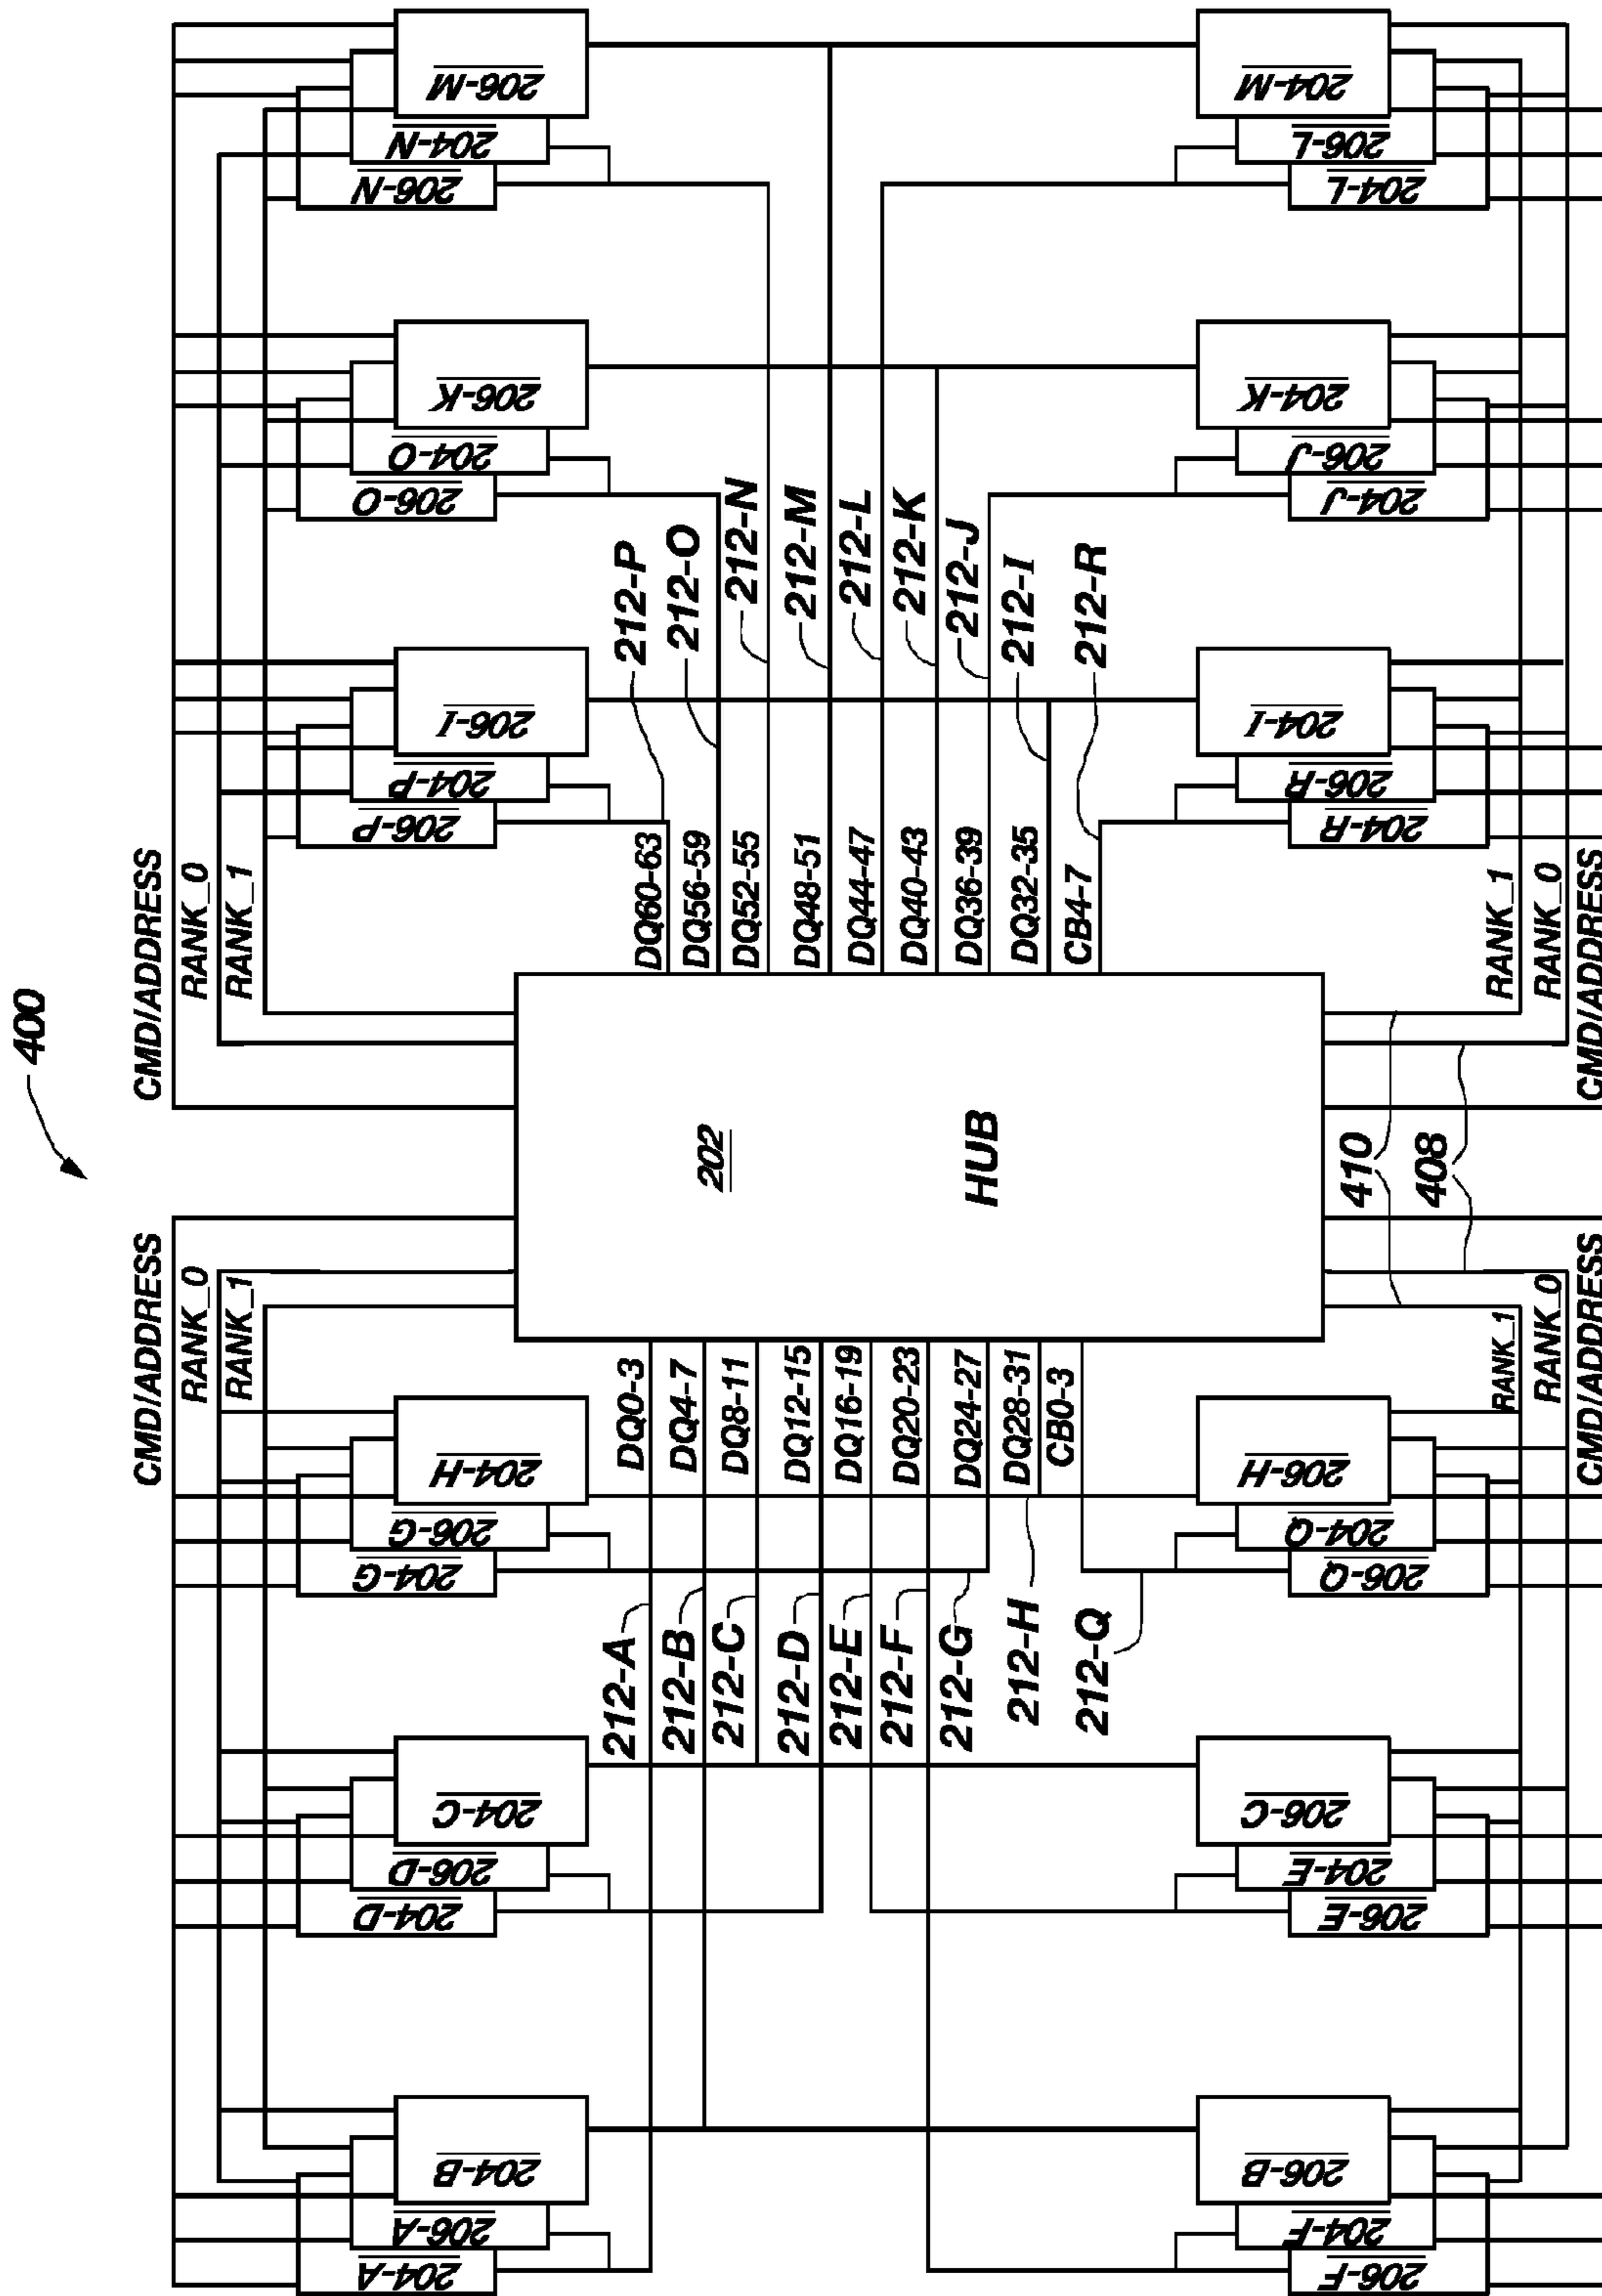 400
CMD/ADDRESS
RANK_0
RANK_1
CMD/ADDRESS
RANK_0
RANK_1
204-A
206-A
204-B
204-D
206-D
204-C
204-G
206-G
204-H
206-P
204-P
206-I
206-O
204-O
206-K
206-N
204-N
206-M
202
HUB
DQ0-3
DQ4-7
DQ8-11
DQ12-15
DQ16-19
DQ20-23
DQ24-27
DQ28-31
CB0-3
212-A
212-B
212-C
212-D
212-E
212-F
212-G
212-H
212-Q
DQ60-63
DQ56-59
DQ52-55
DQ48-51
DQ44-47
DQ40-43
DQ36-39
DQ32-35
CB4-7
212-P
212-O
212-N
212-M
212-L
212-K
212-J
212-I
212-R
206-F
204-F
206-B
206-E
204-E
206-C
206-Q
204-Q
206-H
204-R
206-R
204-I
204-J
206-J
204-K
204-L
206-L
204-M
410
408
RANK_1
RANK_0
CMD/ADDRESS
RANK_1
RANK_0
CMD/ADDRESS